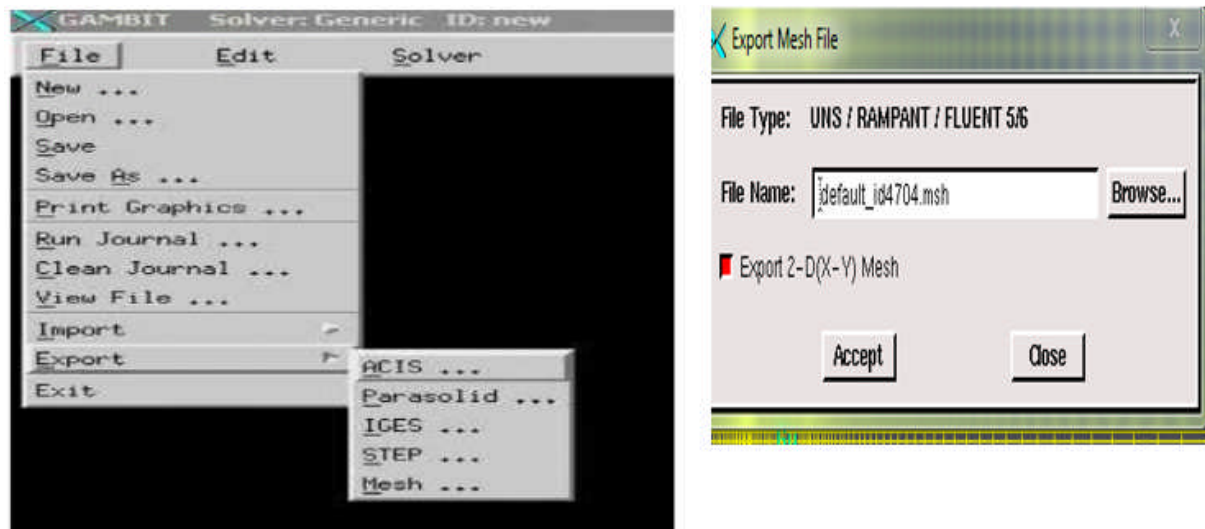 GAMBIT Solver: Generic ID: new
File Edit Solver
New ...
Open ...
Save
Save As ...
Print Graphics ...
Run Journal ...
Clean Journal ...
View File ...
Import
Export
Exit
ACIS ...
Parasolid ...
IGES ...
STEP ...
Mesh ...
Export Mesh File
X
File Type: UNS / RAMPANT / FLUENT 5/6
File Name: default_id4704.msh Browse...
Export 2-D(X-Y) Mesh
Accept Close